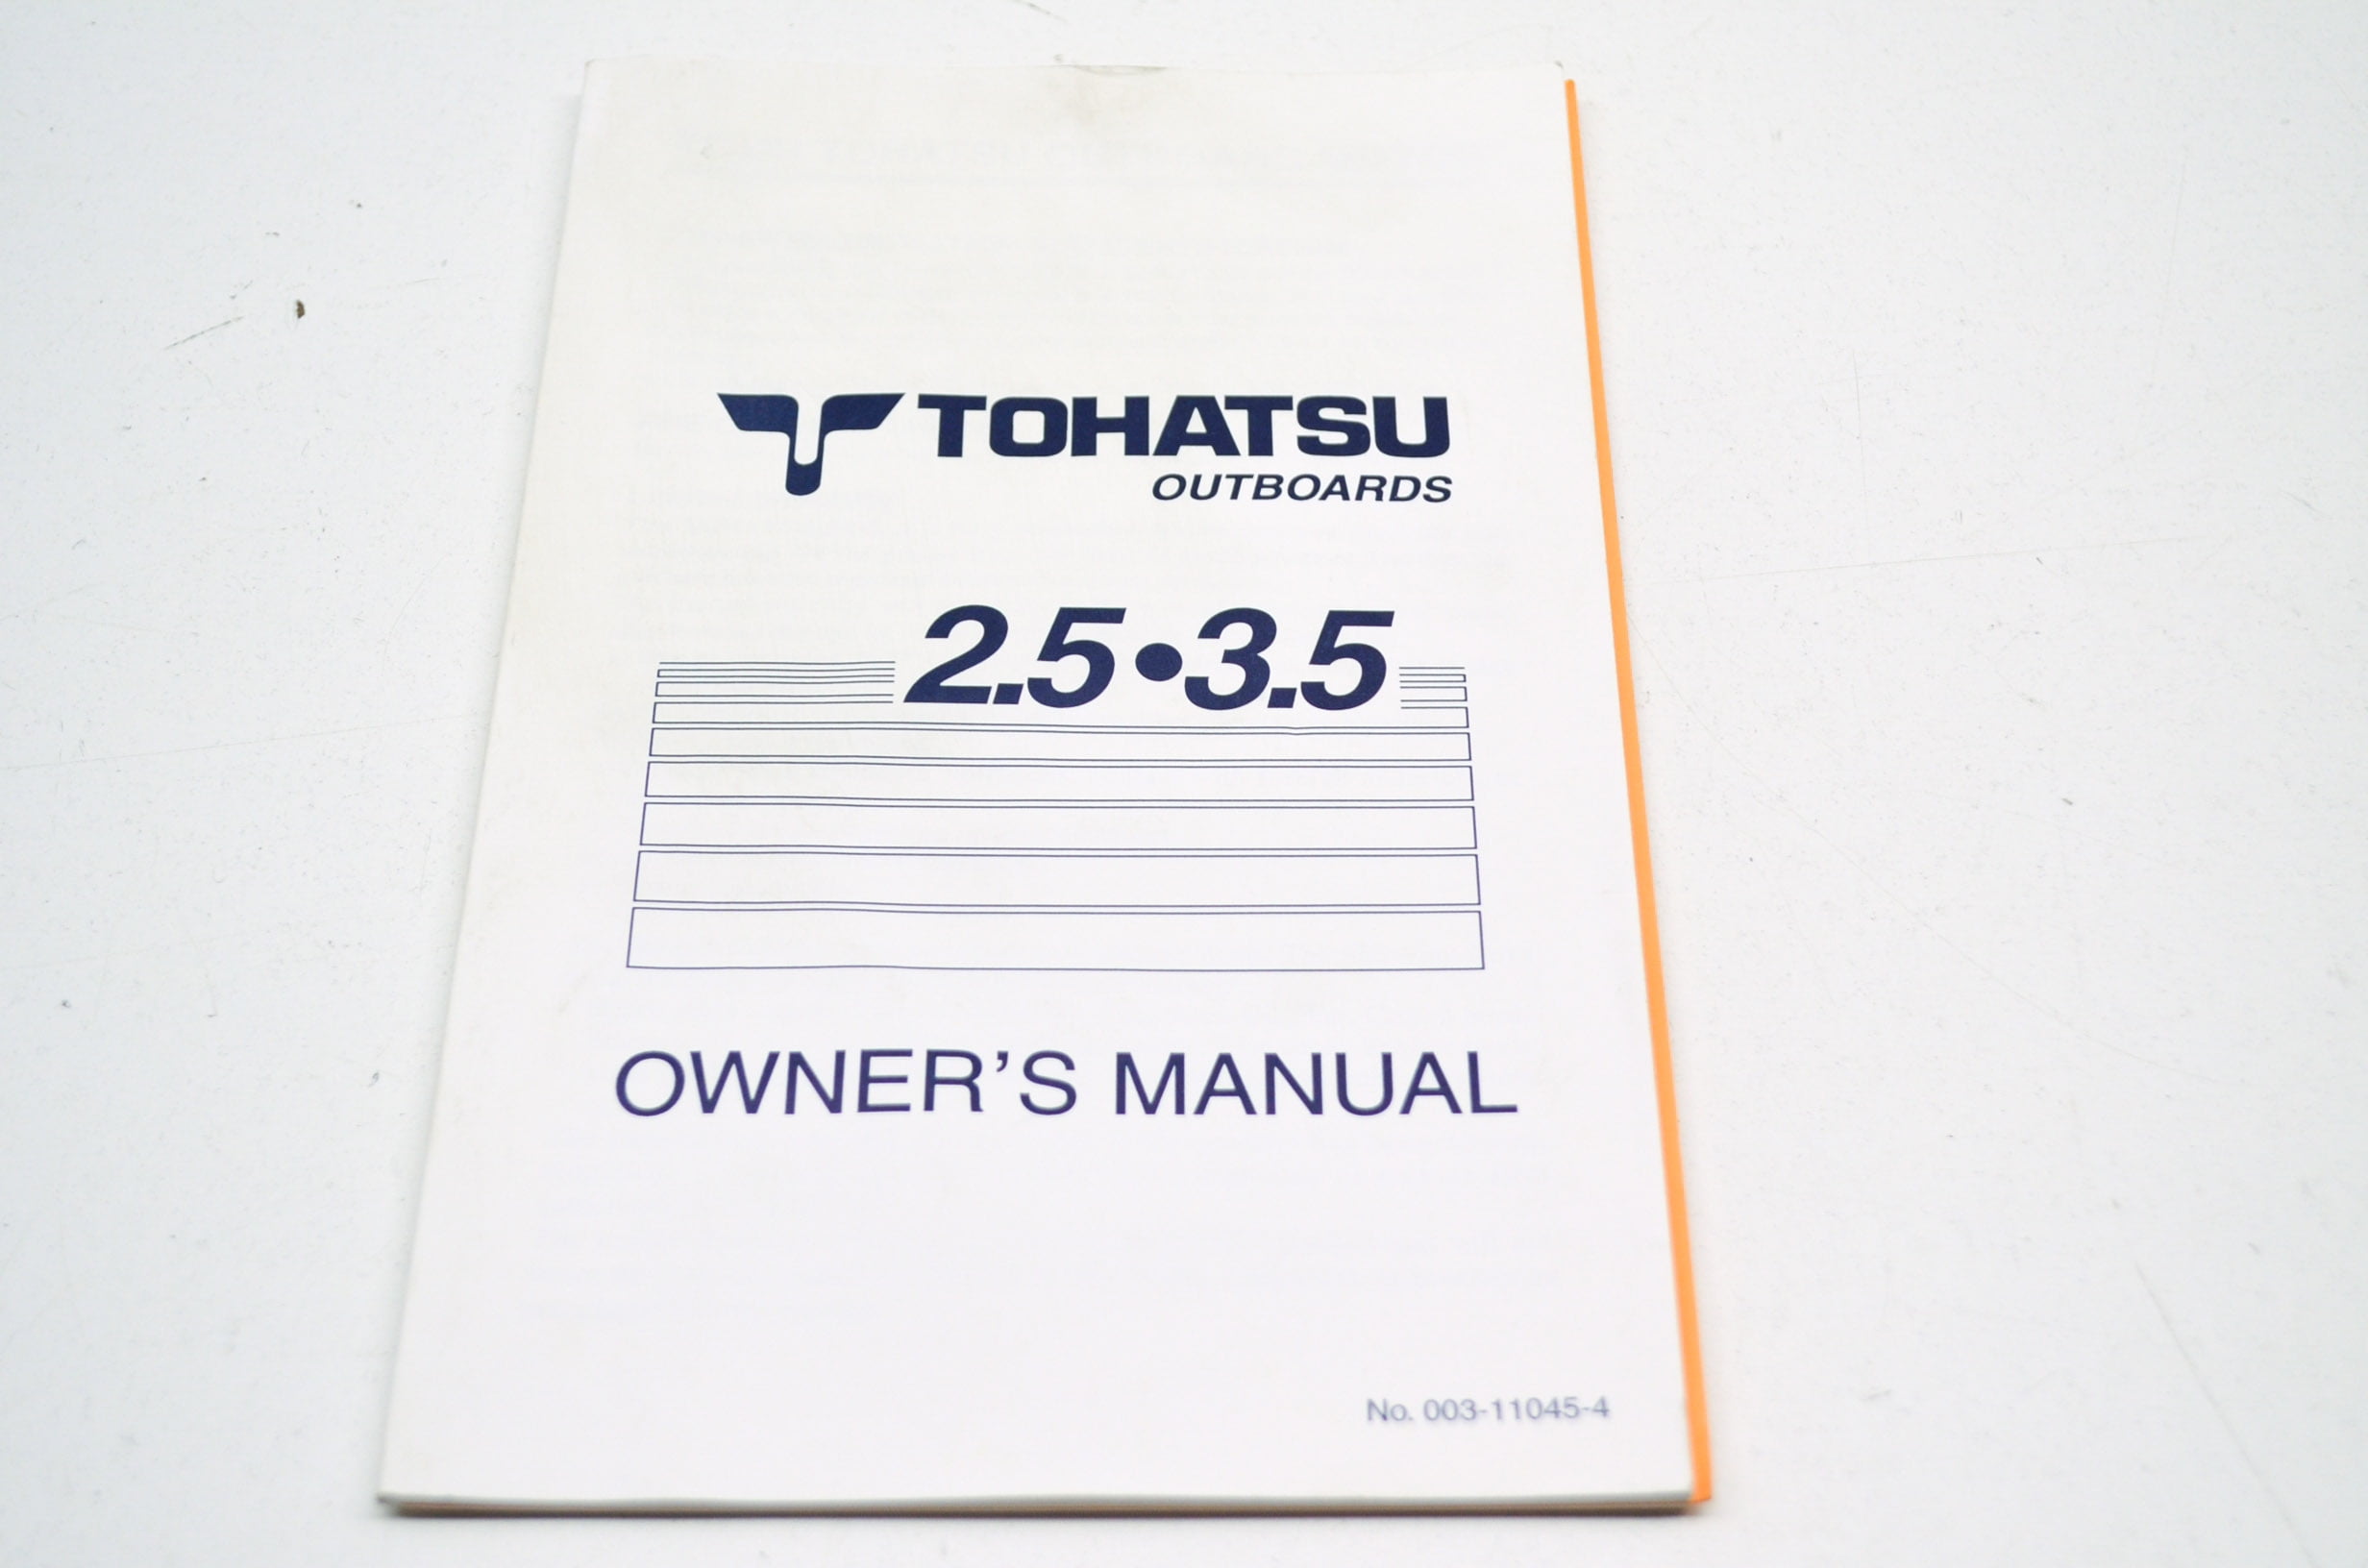 TOHATSU
OUTBOARDS
2.5•3.5
OWNER'S MANUAL
No. 003-11045-4